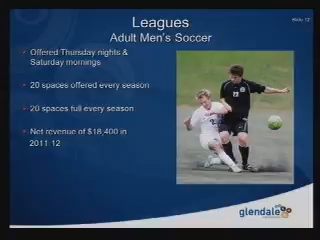 Leagues
Adult Men's Soccer
Offered Thursday nights &
Saturday mornings
20 spaces offered every season
20 spaces full every season
Net revenue of $18,400 in
2011-12
glendale